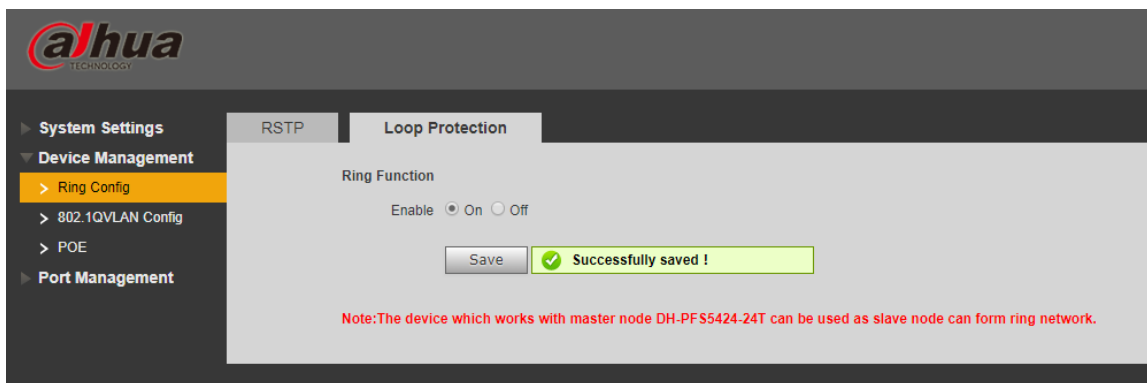 alhua
TECHNOLOGY
System Settings
RSTP
Loop Protection
Device Management
Ring Config
802.1QVLAN Config
POE
Port Management
Ring Function
Enable On Off
Save
Successfully saved !
Note:The device which works with master node DH-PFS5424-24T can be used as slave node can form ring network.